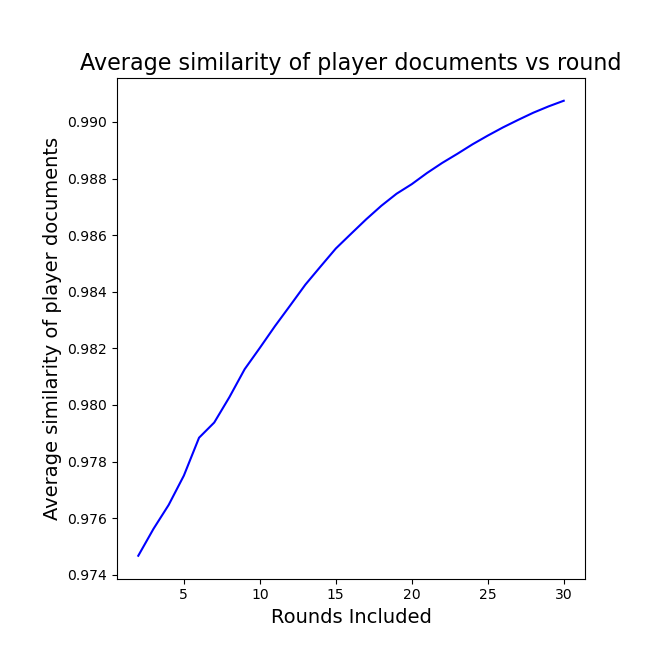 Average similarity of player documents vs round
Average similarity of player documents
0.990
0.988
0.986
0.984
0.982
0.980
0.978
0.976
0.974
5 10 15 20 25 30
Rounds Included